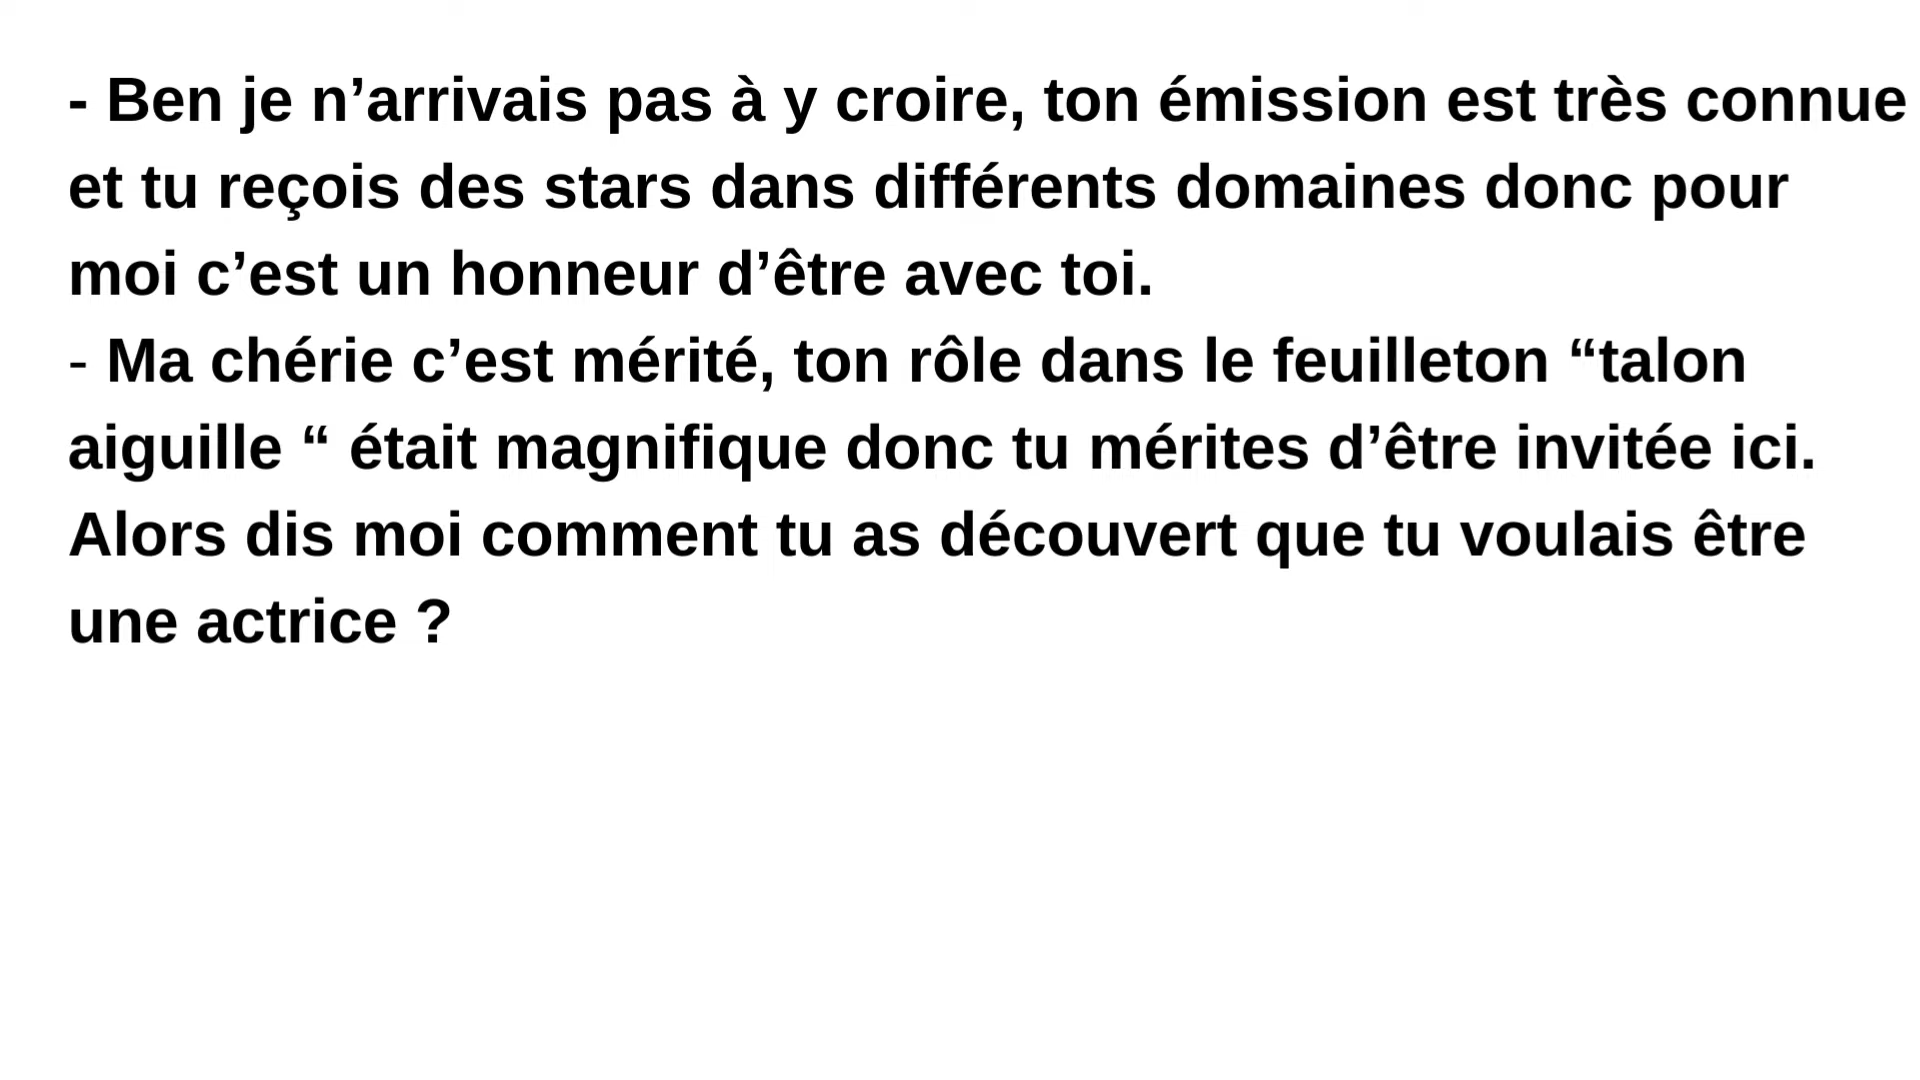 - Ben je n’arrivais pas à y croire, ton émission est très connue
et tu reçois des stars dans différents domaines donc pour
moi c’est un honneur d’être avec toi.
- Ma chérie c’est mérité, ton rôle dans le feuilleton “talon
aiguille “ était magnifique donc tu mérites d’être invitée ici.
Alors dis moi comment tu as découvert que tu voulais être
une actrice ?